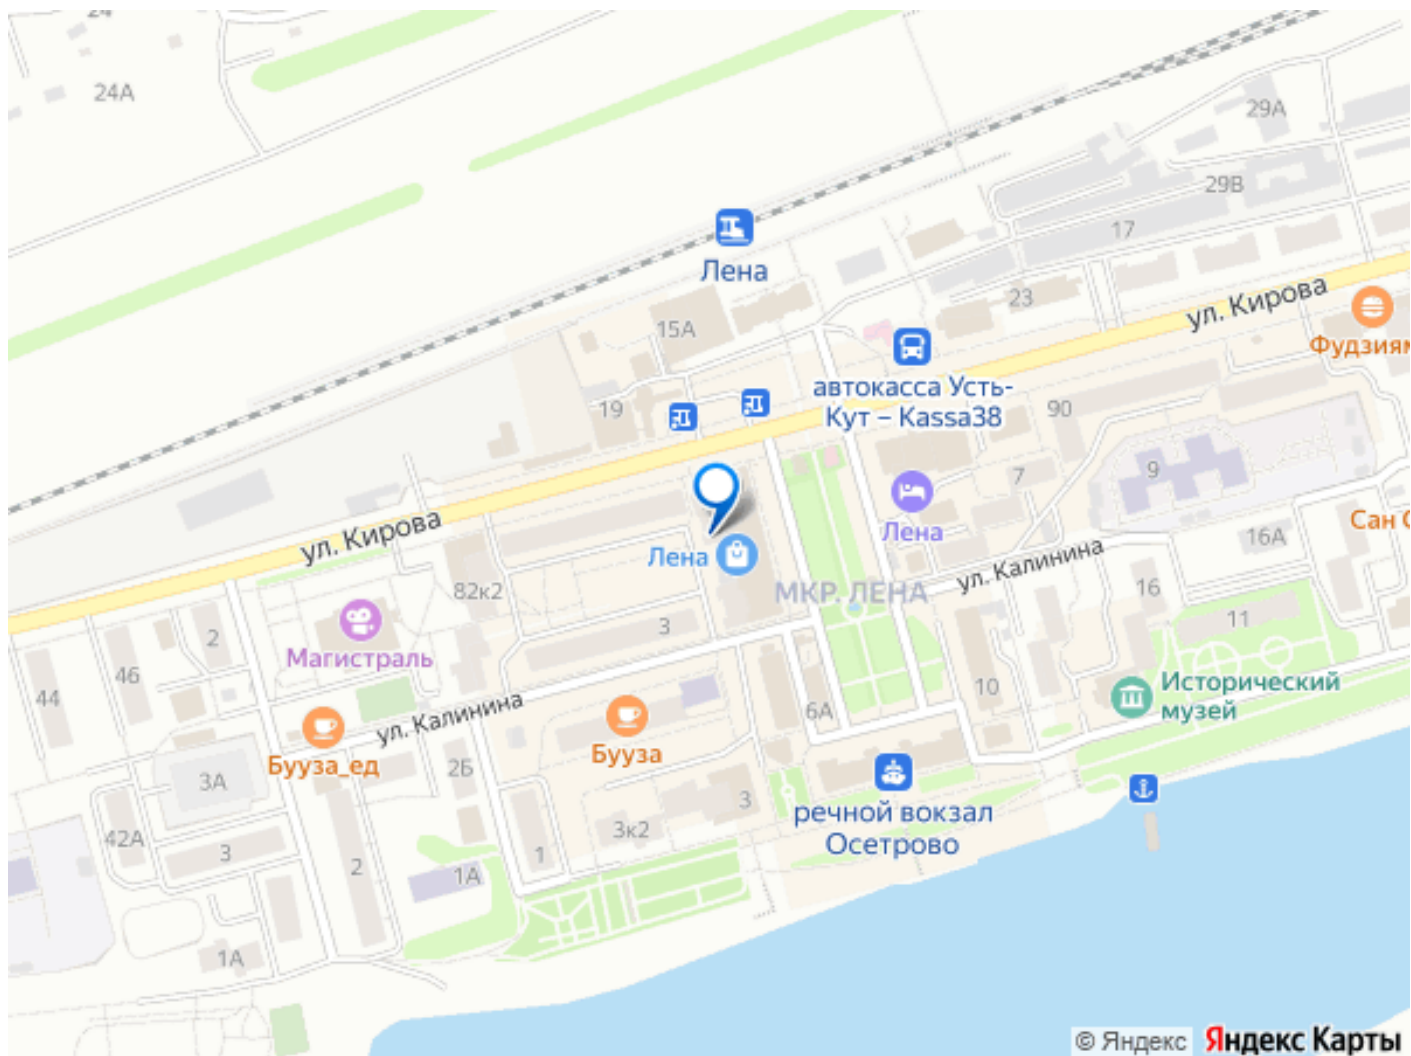 24А
29А
29В
17
Лена
23
ул. Кирова
15А
Фудзиям
автокасса Усть-
Кут – Kassa38
19
90
7
9
Лена
Сан С
ул. Кирова
Лена
16А
ул. Калинина
82к2
МКР. ЛЕНА
16
3
11
2
Магистраль
46
44
Исторический
музей
10
6А
ул. Калинина
Бууза
Бууза_ед
2Б
3А
3
речной вокзал
Осетрово
3к2
42А
3
1
2
1А
1А
© Яндекс Яндекс Карты